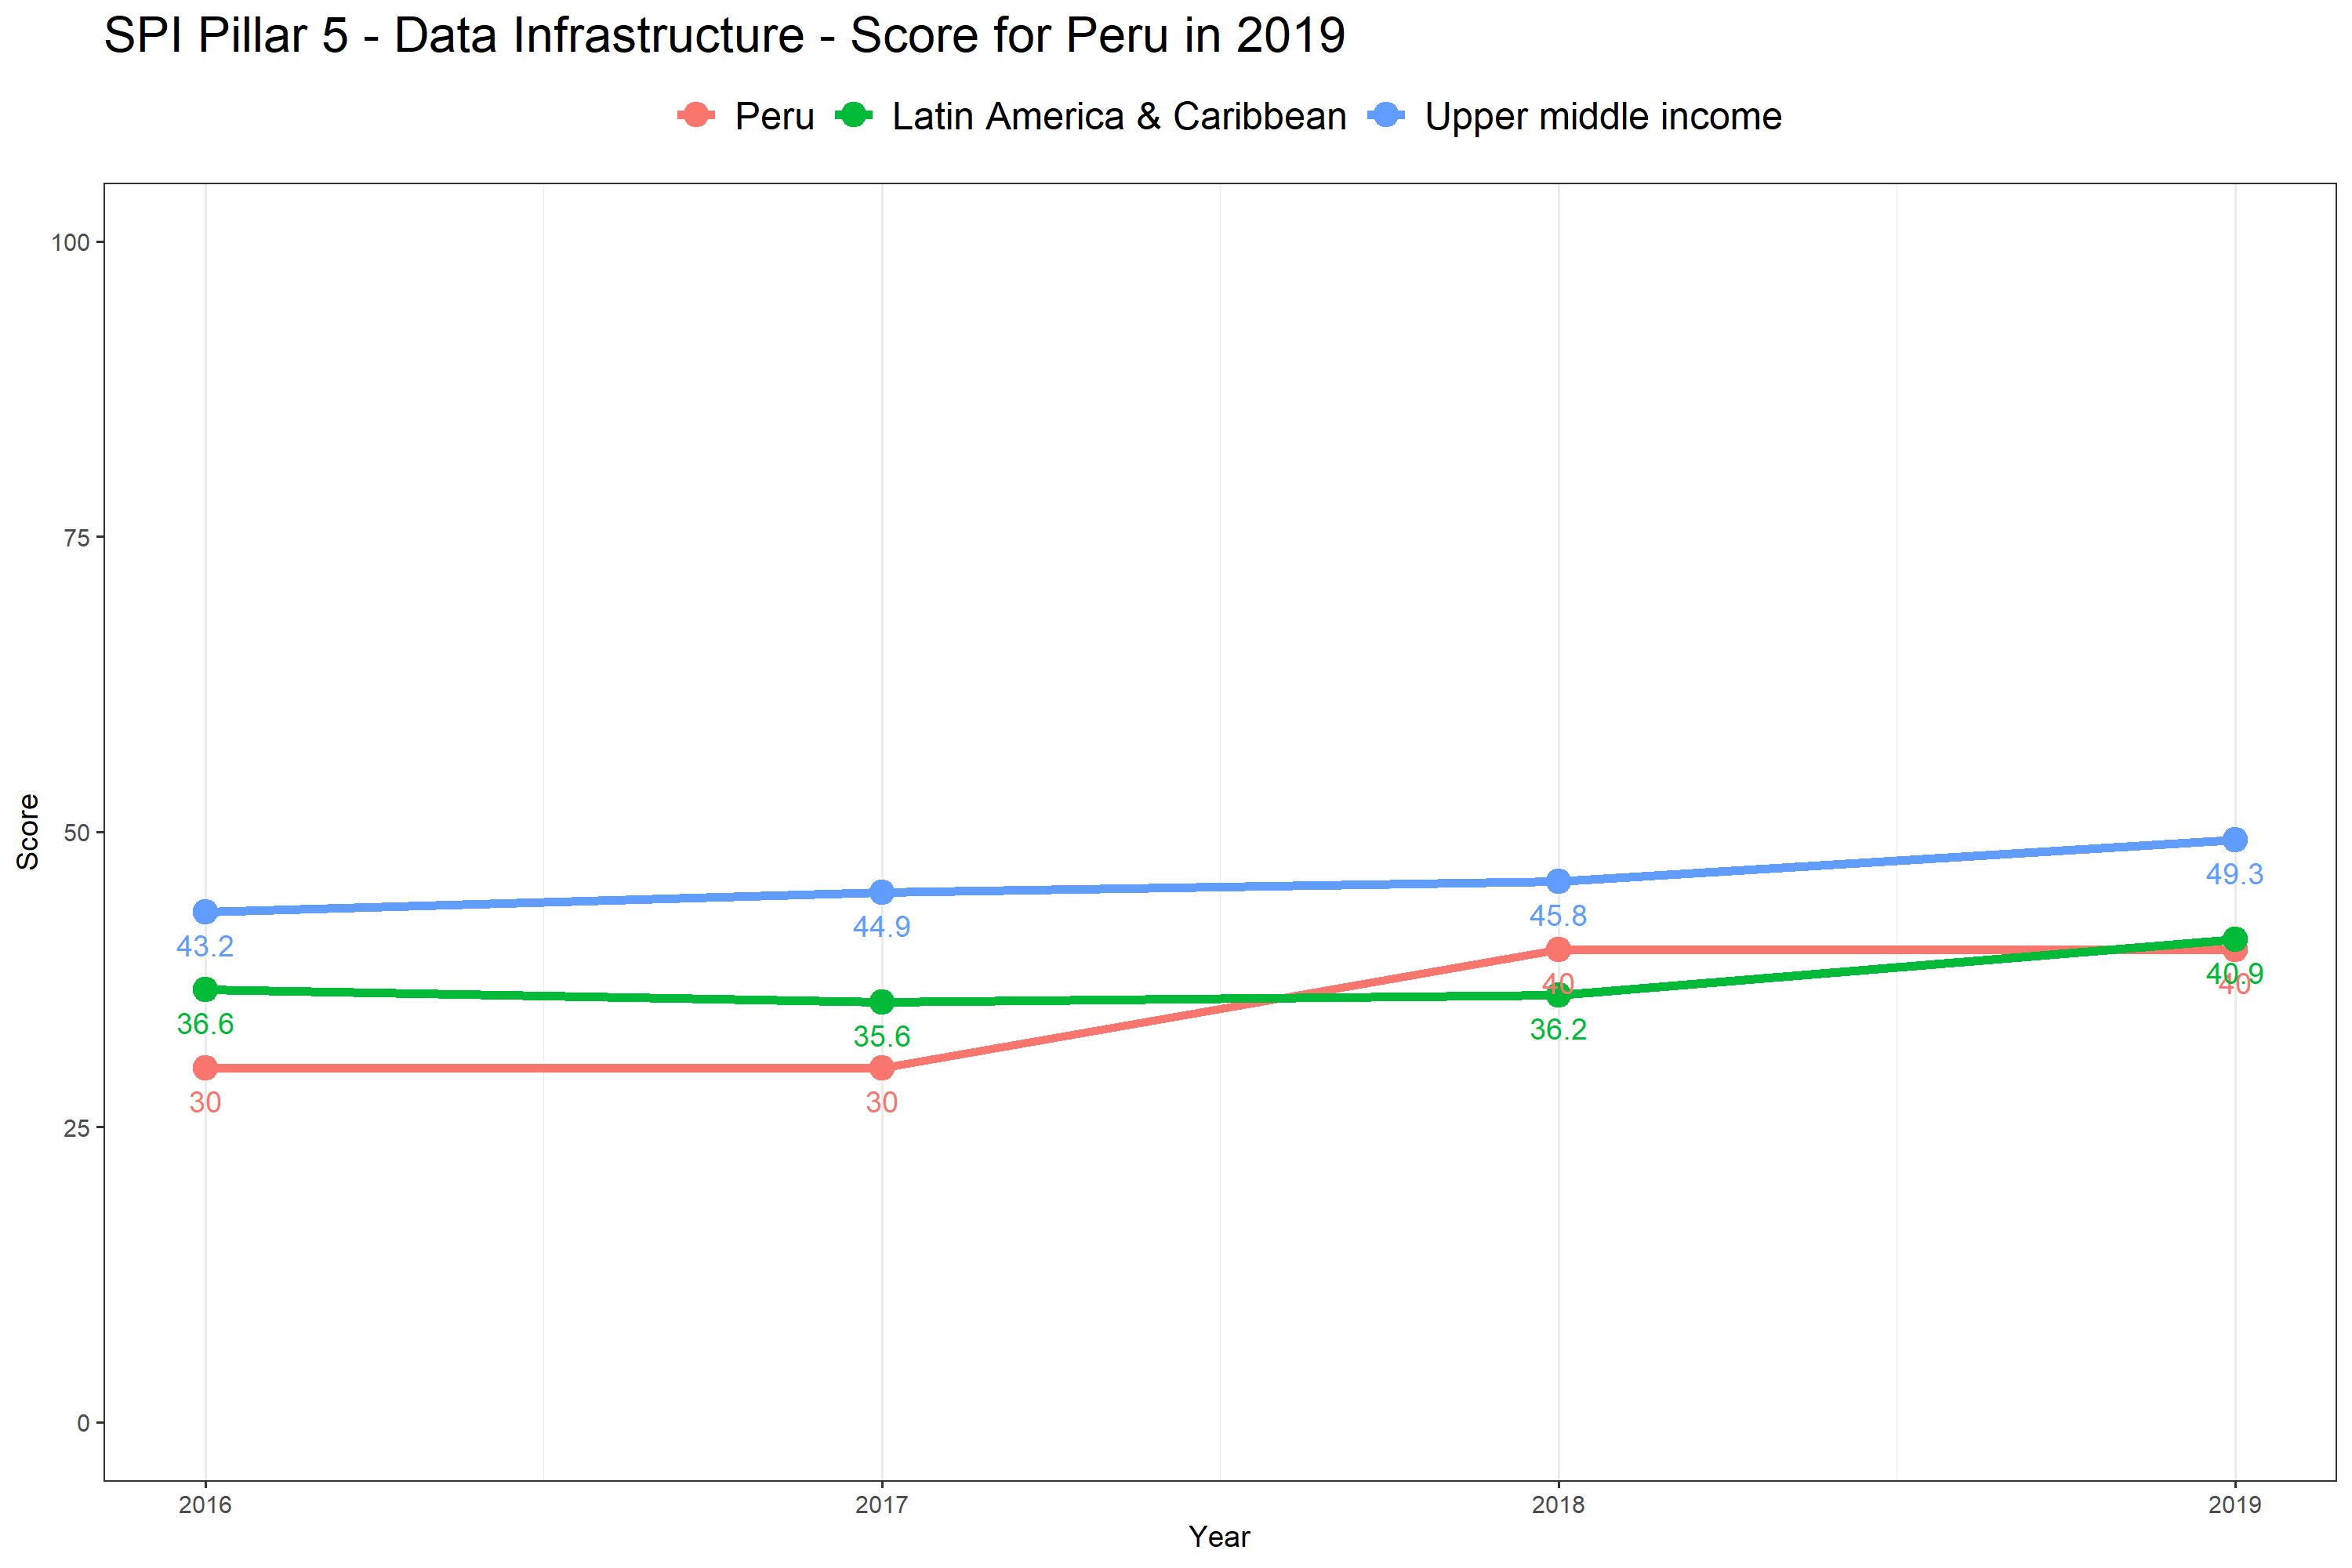 SPI Pillar 5 - Data Infrastructure - Score for Peru in 2019
Peru Latin America & Caribbean Upper middle income
100
75
50
25
0
Score
43.2 44.9 45.8 49.3
36.6 35.6 36.2 40.9
30 30 40 40
2016 2017 2018 2019
Year